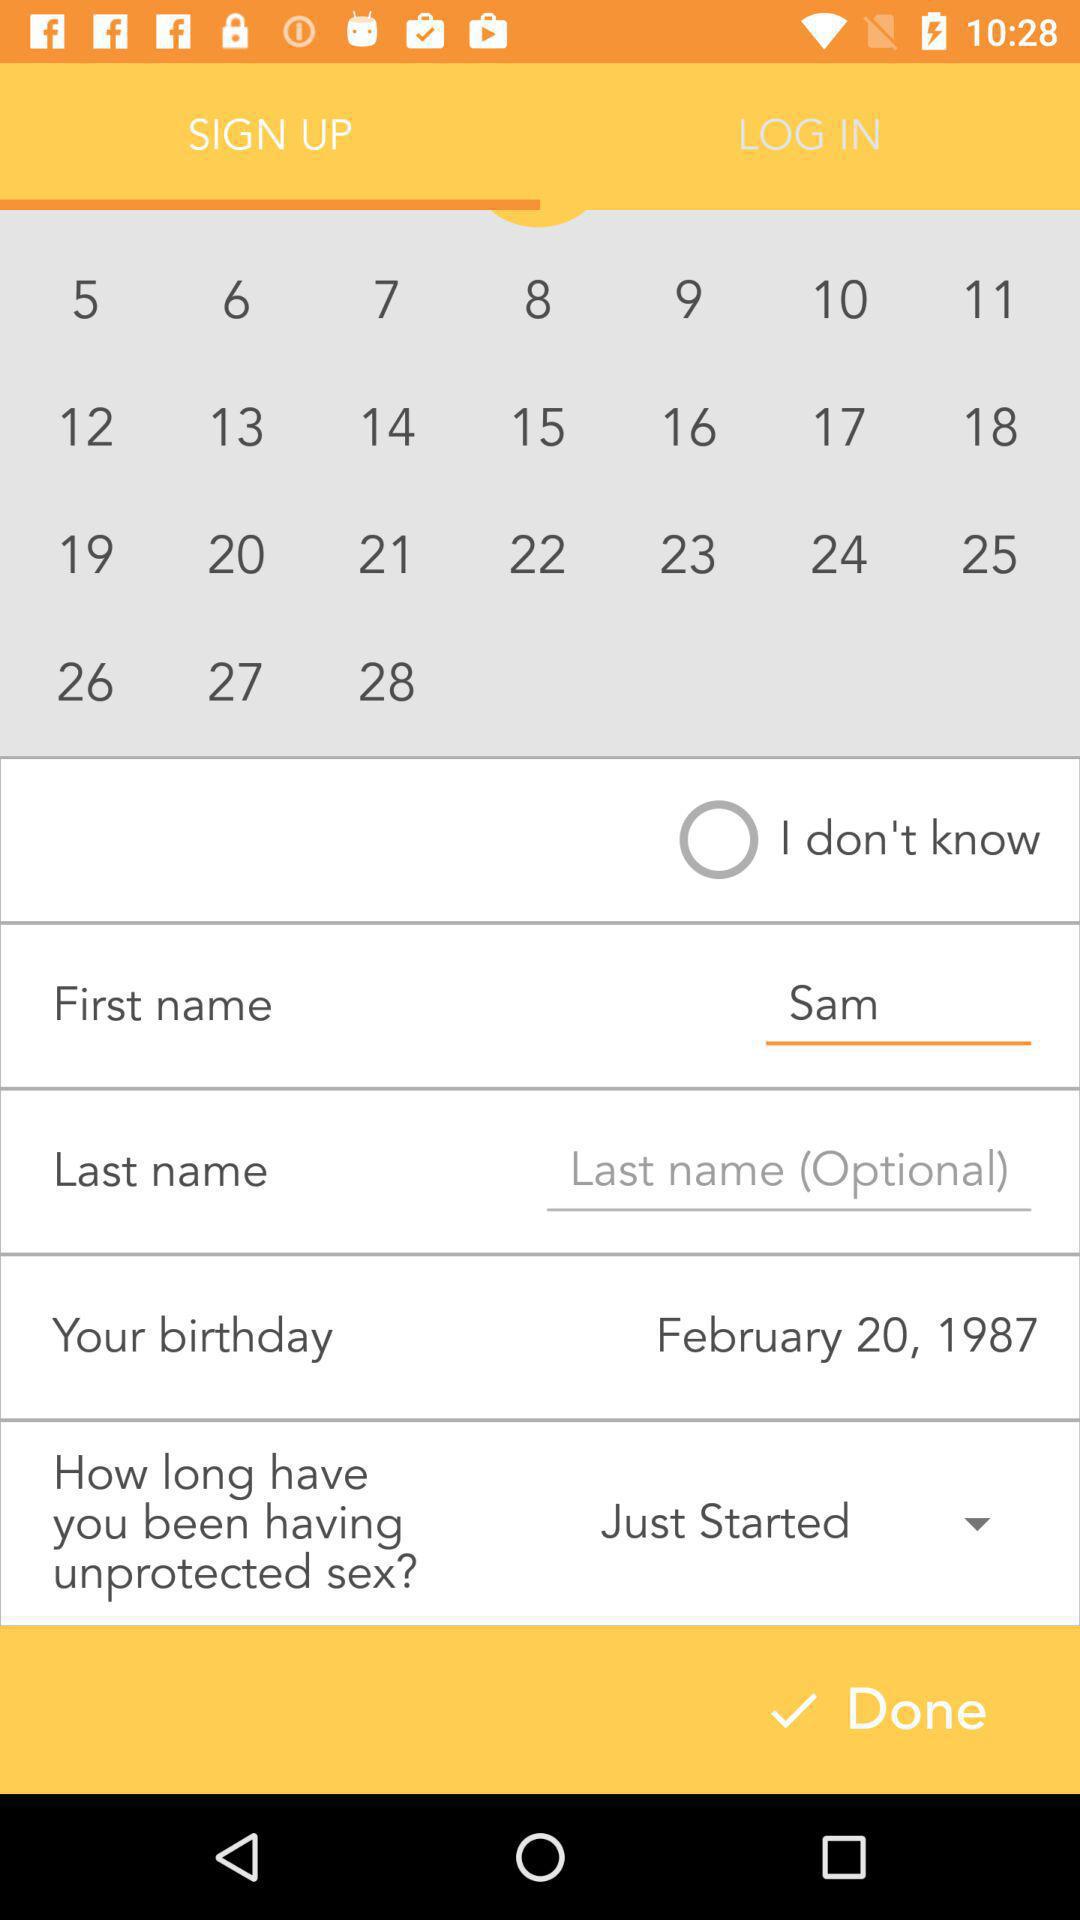 10:28
SIGN UP LOG IN
5 6 7 8 9 10 11
12 13 14 15 16 17 18
19 20 21 22 23 24 25
26 27 28
I don't know
First name Sam
Last name Last name (Optional)
Your birthday February 20, 1987
How long have
you been having
unprotected sex?
Just Started
Done